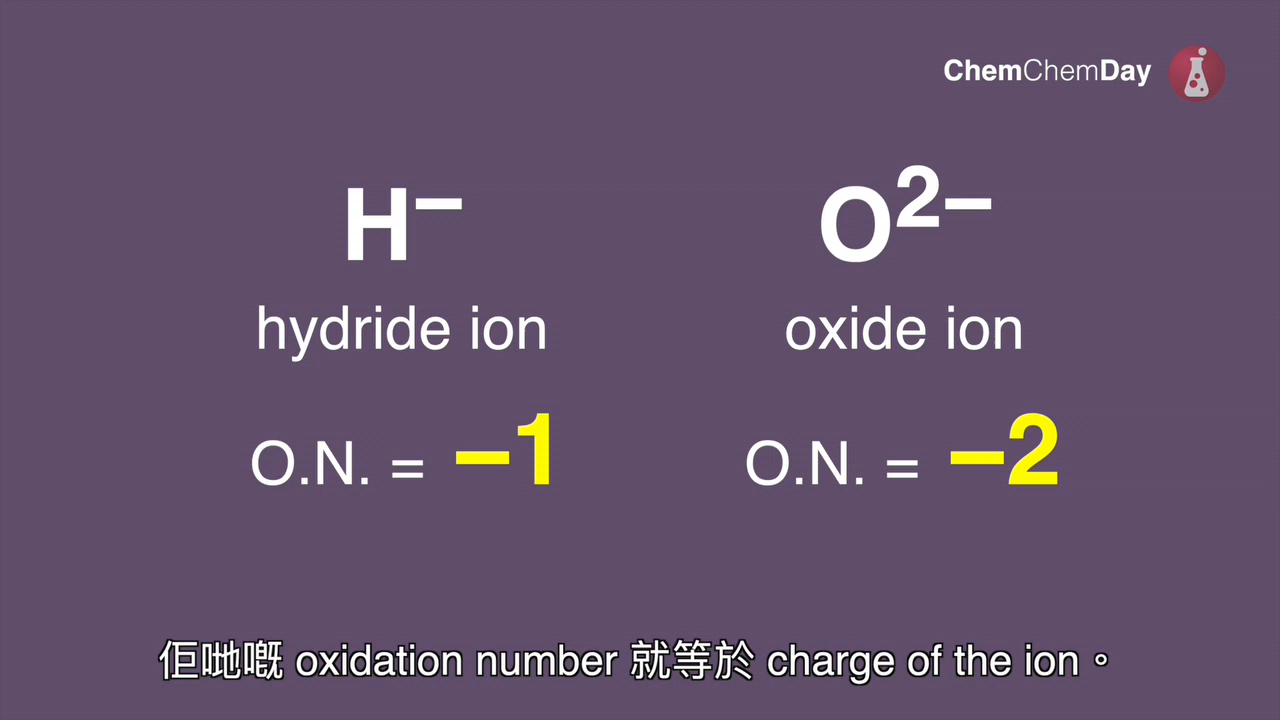 ChemChemDay
H⁻ O²⁻
hydride ion oxide ion
O.N. = –1 O.N. = –2
佢哋嘅 oxidation number 就等於 charge of the ion。